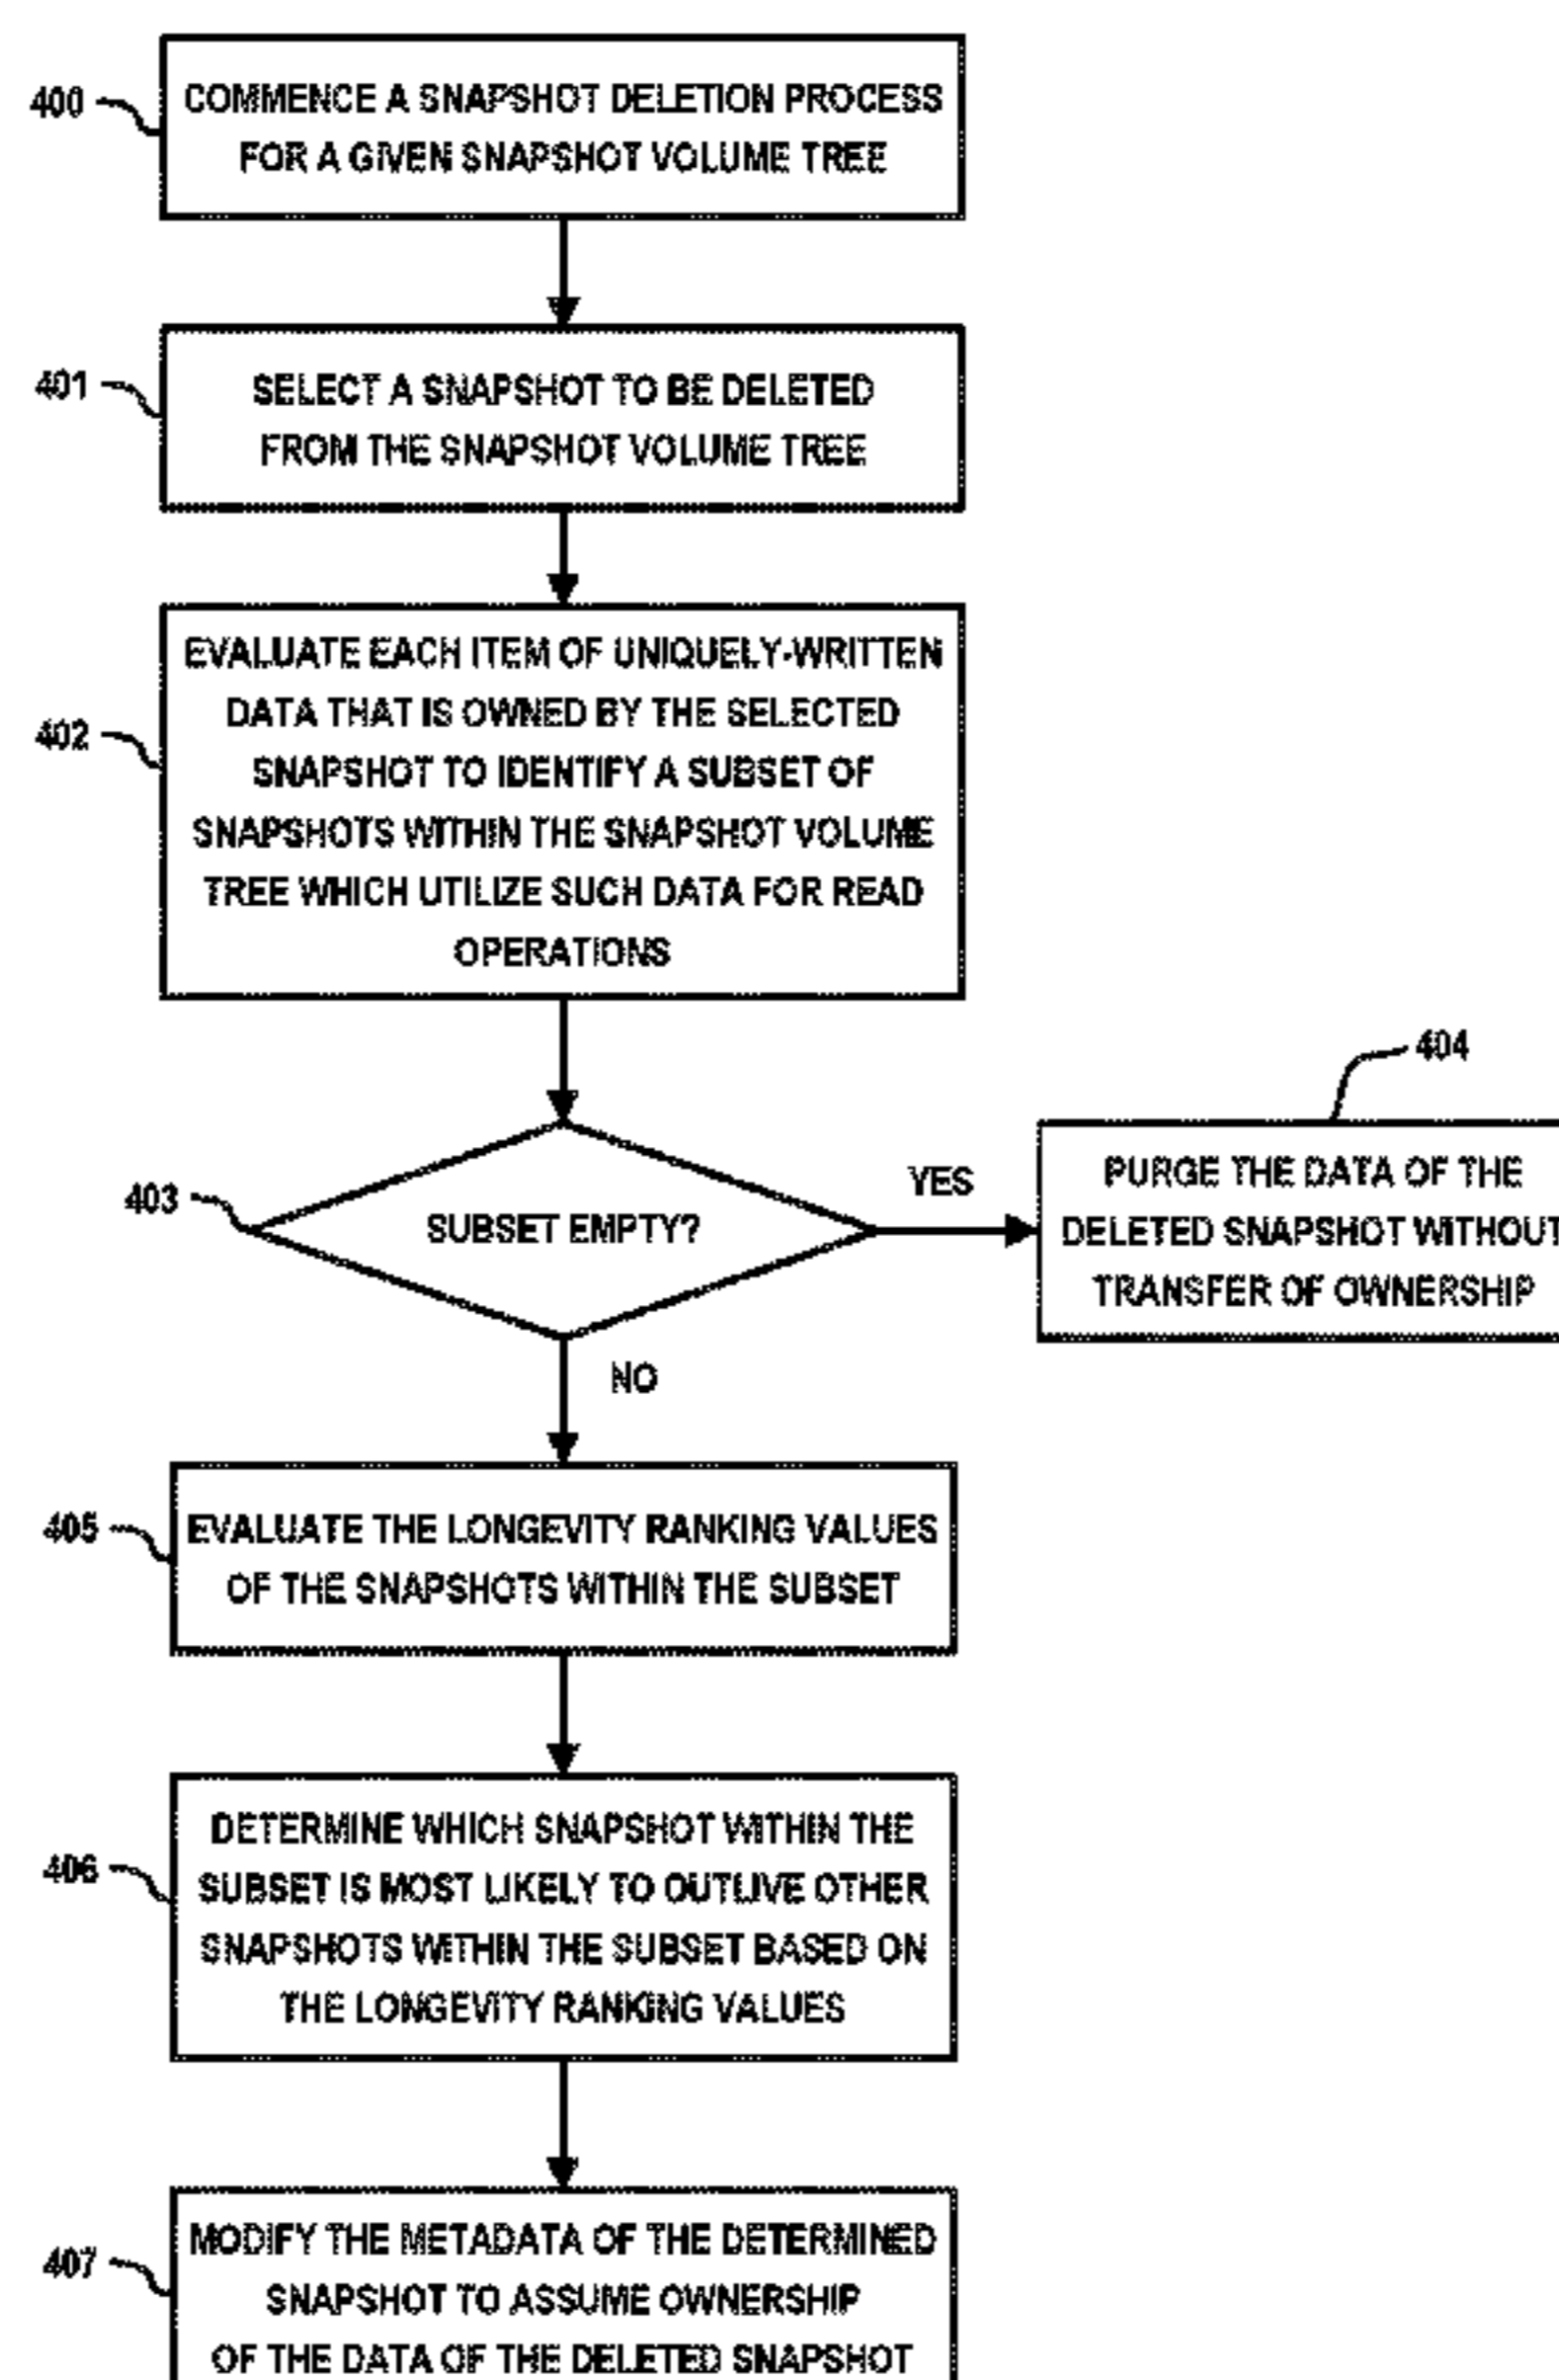 400
COMMENCE A SNAPSHOT DELETION PROCESS
FOR A GIVEN SNAPSHOT VOLUME TREE
401
SELECT A SNAPSHOT TO BE DELETED
FROM THE SNAPSHOT VOLUME TREE
402
EVALUATE EACH ITEM OF UNIQUELY-WRITTEN
DATA THAT IS OWNED BY THE SELECTED
SNAPSHOT TO IDENTIFY A SUBSET OF
SNAPSHOTS WITHIN THE SNAPSHOT VOLUME
TREE WHICH UTILIZE SUCH DATA FOR READ
OPERATIONS
403
SUBSET EMPTY?
YES
404
PURGE THE DATA OF THE
DELETED SNAPSHOT WITHOUT
TRANSFER OF OWNERSHIP
NO
405
EVALUATE THE LONGEVITY RANKING VALUES
OF THE SNAPSHOTS WITHIN THE SUBSET
406
DETERMINE WHICH SNAPSHOT WITHIN THE
SUBSET IS MOST LIKELY TO OUTLIVE OTHER
SNAPSHOTS WITHIN THE SUBSET BASED ON
THE LONGEVITY RANKING VALUES
407
MODIFY THE METADATA OF THE DETERMINED
SNAPSHOT TO ASSUME OWNERSHIP
OF THE DATA OF THE DELETED SNAPSHOT